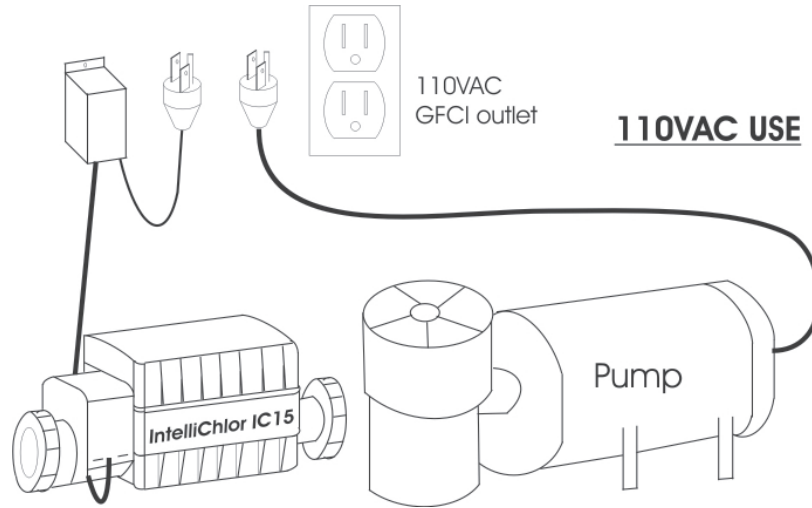 110VAC
GFCI outlet
110VAC USE
Pump
IntelliChlor IC15